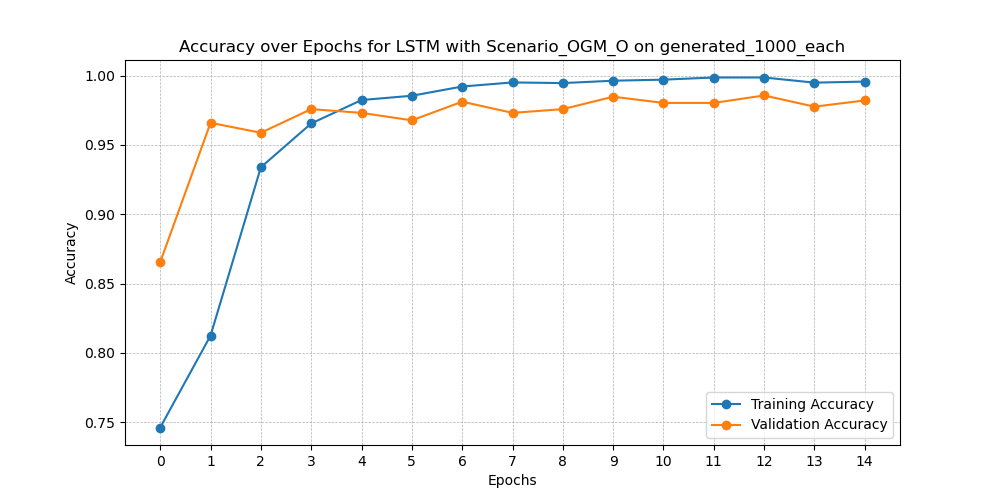 Accuracy over Epochs for LSTM with Scenario_OGM_O on generated_1000_each
1.00
0.95
0.90
0.85
0.80
0.75
Accuracy
0 1 2 3 4 5 6 7 8 9 10 11 12 13 14
Epochs
Training Accuracy
Validation Accuracy